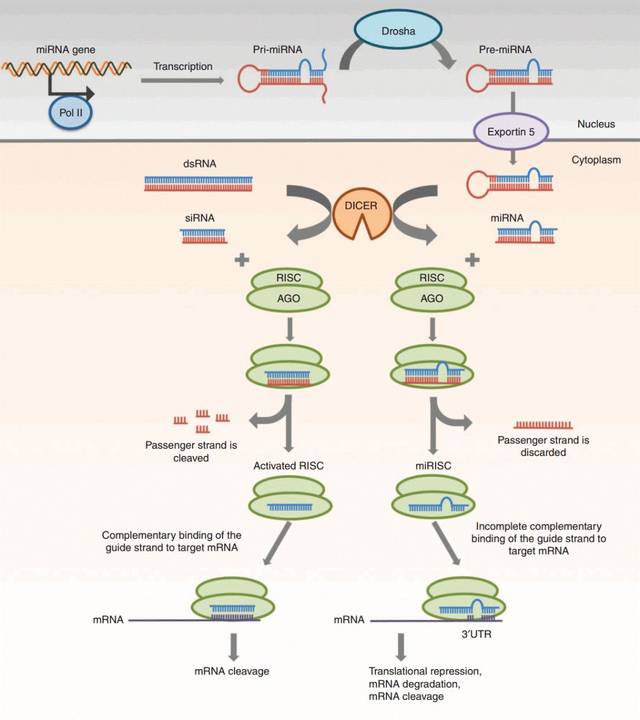 Drosha
miRNA gene
Pri-miRNA
Pre-miRNA
Transcription
Pol II
Exportin 5
Nucleus
Cytoplasm
dsRNA
DICER
siRNA
miRNA
RISC
AGO
RISC
AGO
Passenger strand is
cleaved
Passenger strand is
discarded
Activated RISC
miRISC
Complementary binding of the
guide strand to target mRNA
Incomplete complementary
binding of the guide strand to
target mRNA
mRNA
mRNA
3'UTR
mRNA cleavage
Translational repression,
mRNA degradation,
mRNA cleavage